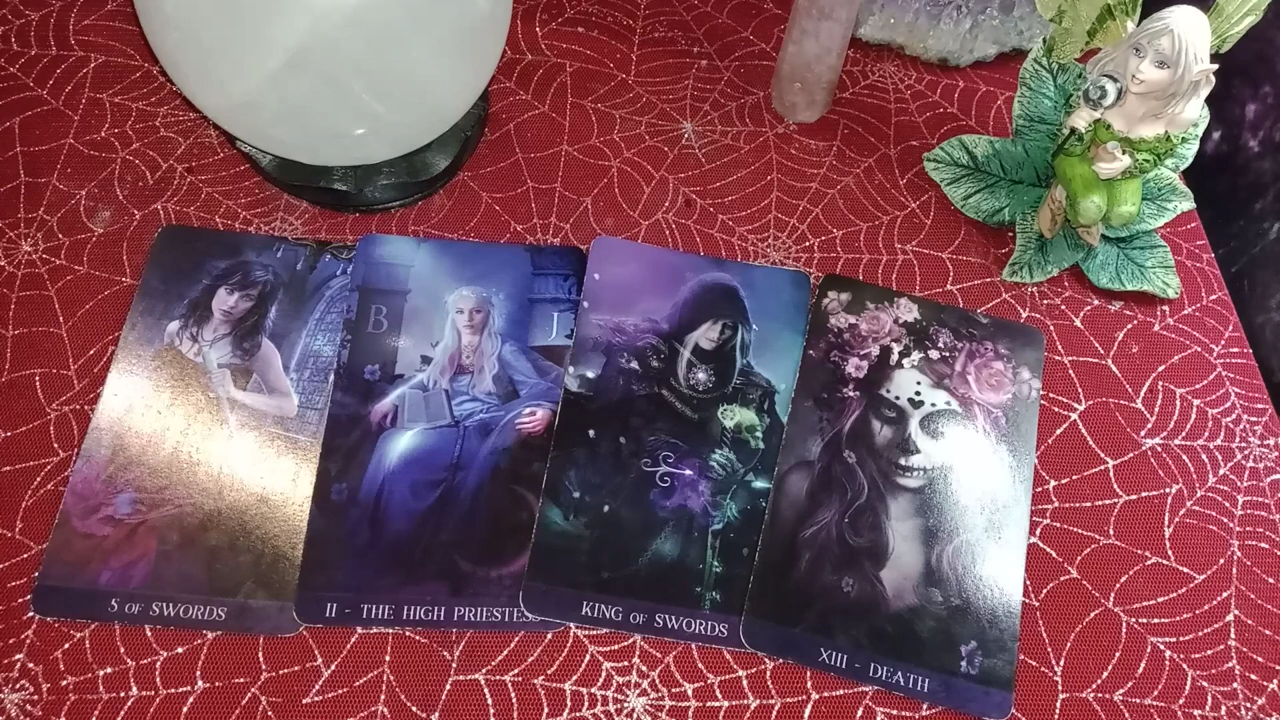 B
J
5 OF SWORDS
II - THE HIGH PRIESTESS
KING OF SWORDS
XIII - DEATH